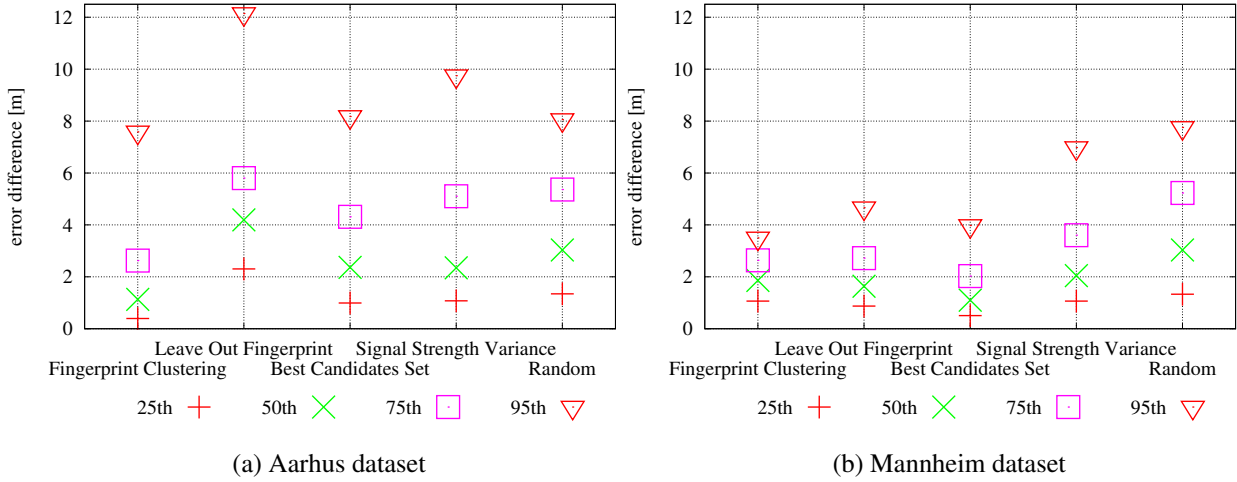 12
10
8
6
4
2
0
error difference [m]
Leave Out Fingerprint Signal Strength Variance
Fingerprint Clustering Best Candidates Set Random
25th 50th 75th 95th
(a) Aarhus dataset
12
10
8
6
4
2
0
error difference [m]
Leave Out Fingerprint Signal Strength Variance
Fingerprint Clustering Best Candidates Set Random
25th 50th 75th 95th
(b) Mannheim dataset